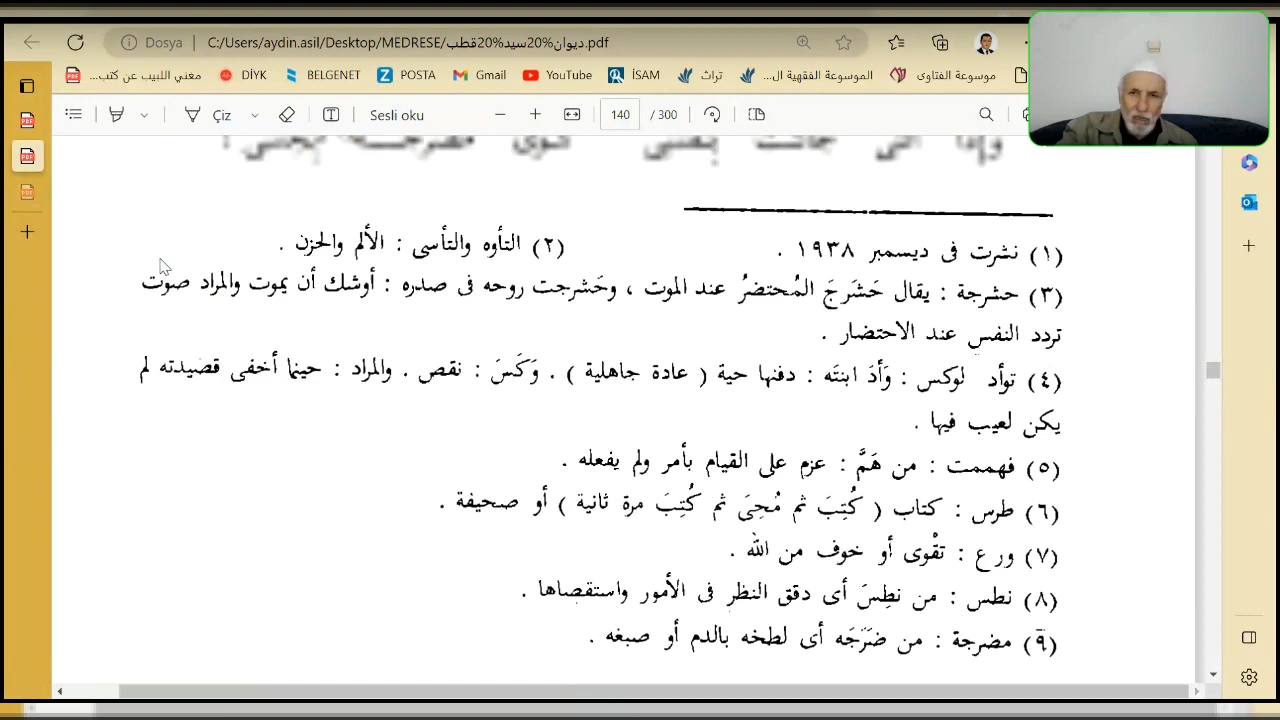 Dosya
C:/Users/aydin.asil/Desktop/MEDRESE/ديوان%20سيد%20قطب.pdf
مغني اللبيب عن كتب...
DİYK
BELGENET
POSTA
Gmail
YouTube
İSAM
تراث
الموسوعة الفقهية ال...
موسوعة الفتاوى
Çiz
Sesli oku
140
/ 300
(١) نشرت فى ديسمبر ١٩٣٨ . (٢) التأوه والتأسى : الألم والحزن .
(٣) حشرجة : يقال حَشَرجَ المُحتضرُ عند الموت ، وحَشرجت روحه فى صدره : أوشك أن يموت والمراد صوت
تردد النفس عند الاحتضار .
(٤) توأد لوكس : وَأدَ ابنتَه : دفنها حية ( عادة جاهلية ) . وَكَسَ : نقص . والمراد : حينما أخفى قصيدته لم
يكن لعيب فيها .
(٥) فهممت : من هَمَّ : عزم على القيام بأمر ولم يفعله .
(٦) طرس : كتاب ( كُتِبَ ثم مُحِىَ ثم كُتِبَ مرة ثانية ) أو صحيفة .
(٧) ورع : تقْوى أو خوف من الله .
(٨) نطس : من نطِسَ أى دقق النظر فى الأمور واستقصاها .
(٩) مضرجة : من ضَرَّجَه أى لطخه بالدم أو صبغه .